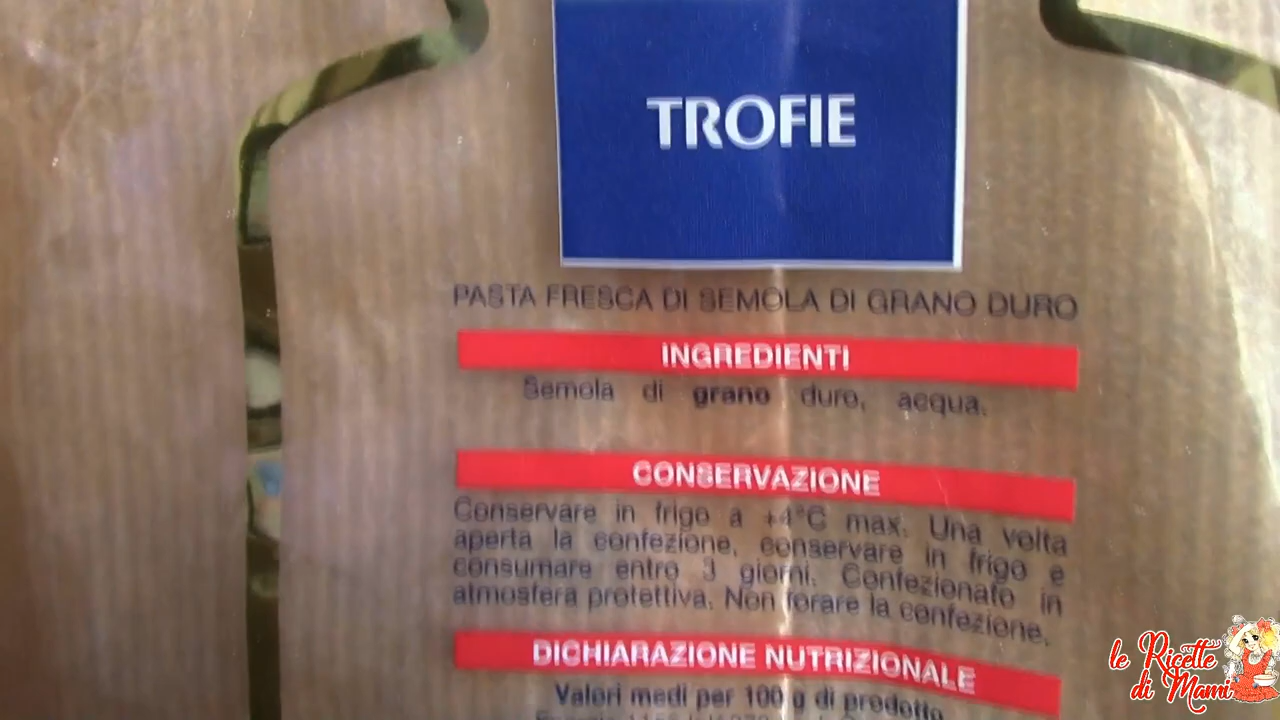 TROFIE
PASTA FRESCA DI SEMOLA DI GRANO DURO
INGREDIENTI
Semola di grano duro, acqua.
CONSERVAZIONE
Conservare in frigo a +4°C max. Una volta
aperta la confezione, conservare in frigo e
consumare entro 3 giorni. Confezionato in
atmosfera protettiva. Non forare la confezione.
DICHIARAZIONE NUTRIZIONALE
Valori medi per 100 g di prodotto
le Ricette
di Mami